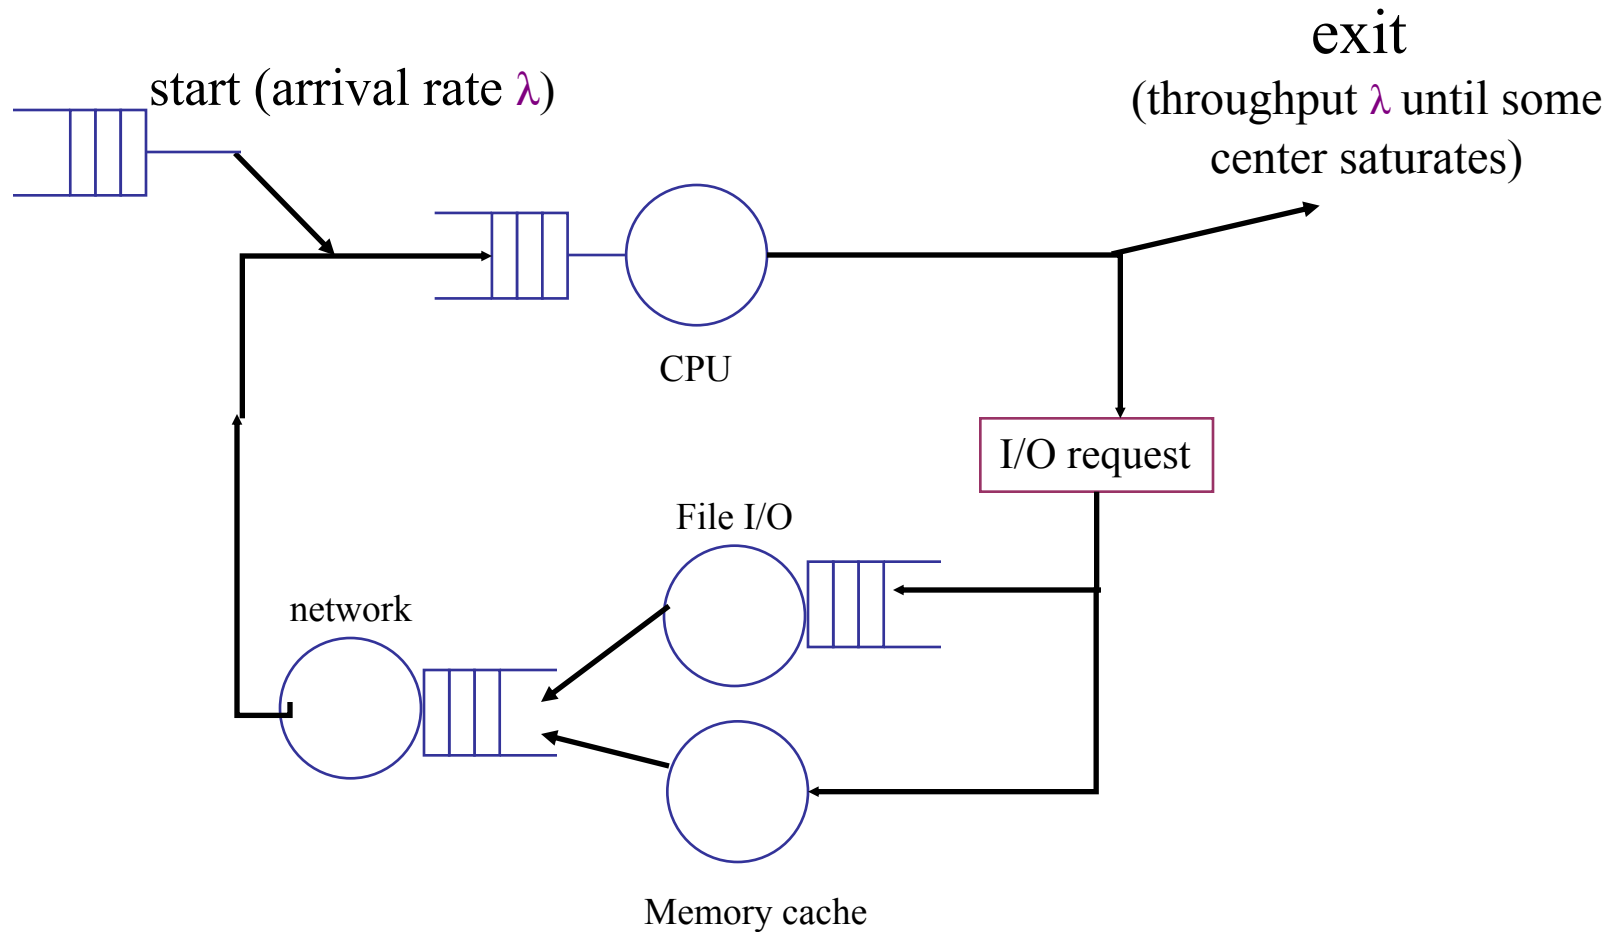 exit
start (arrival rate λ)
(throughput λ until some
center saturates)
CPU
I/O request
File I/O
network
Memory cache